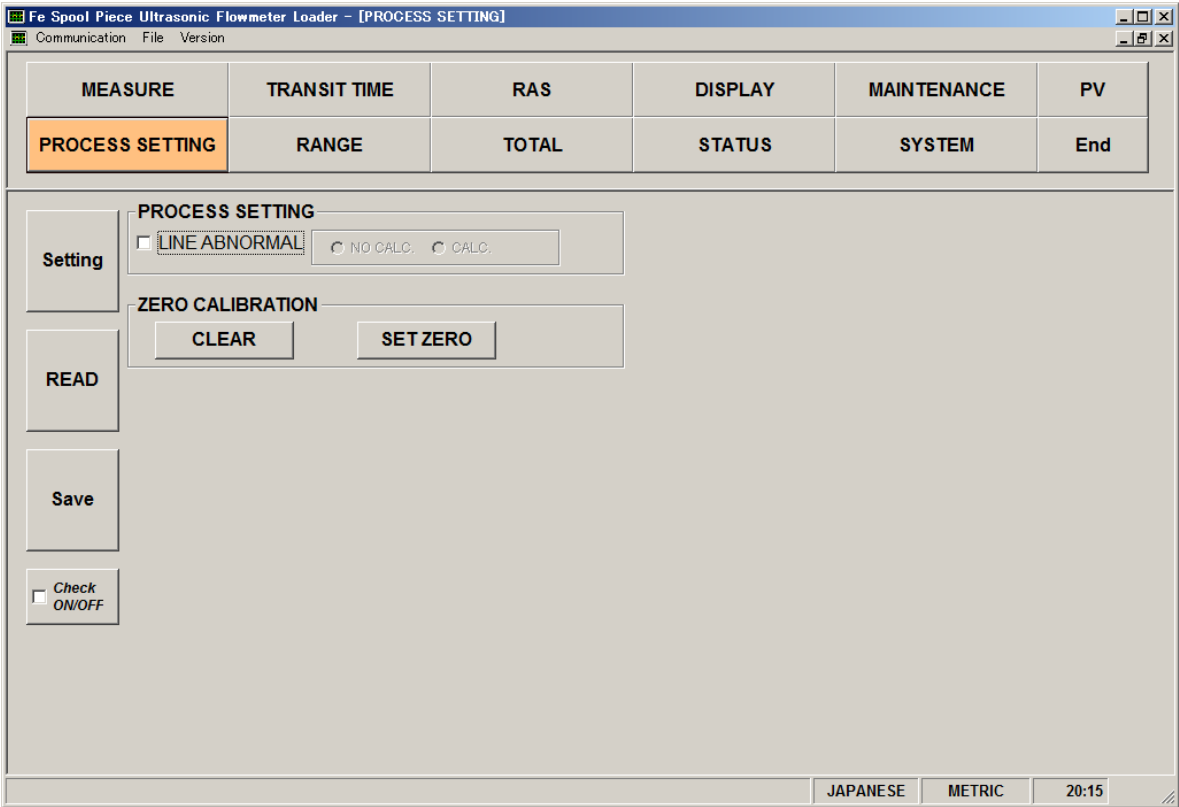 Fe Spool Piece Ultrasonic Flowmeter Loader - [PROCESS SETTING]
Communication File Version
MEASURE TRANSIT TIME RAS DISPLAY MAINTENANCE PV
PROCESS SETTING RANGE TOTAL STATUS SYSTEM End
Setting
READ
Save
Check
ON/OFF
PROCESS SETTING
LINE ABNORMAL NO CALC. CALC.
ZERO CALIBRATION
CLEAR SET ZERO
JAPANESE METRIC 20:15